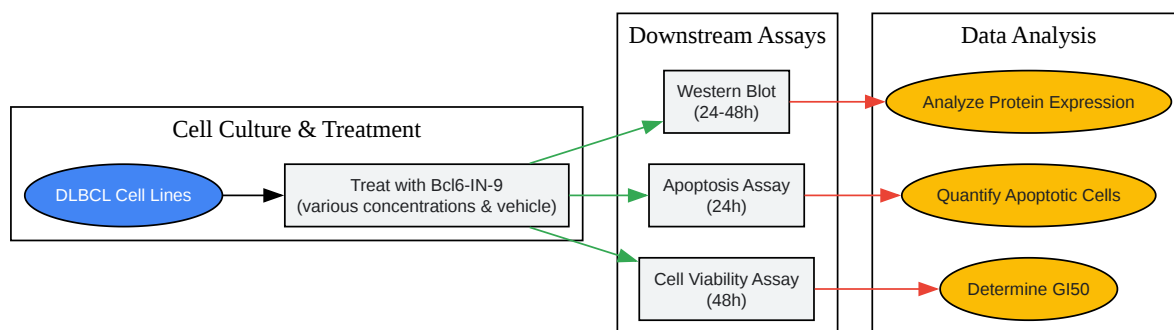 Cell Culture & Treatment
DLBCL Cell Lines
Treat with Bcl6-IN-9
(various concentrations & vehicle)
Downstream Assays
Western Blot
(24-48h)
Apoptosis Assay
(24h)
Cell Viability Assay
(48h)
Data Analysis
Analyze Protein Expression
Quantify Apoptotic Cells
Determine GI50